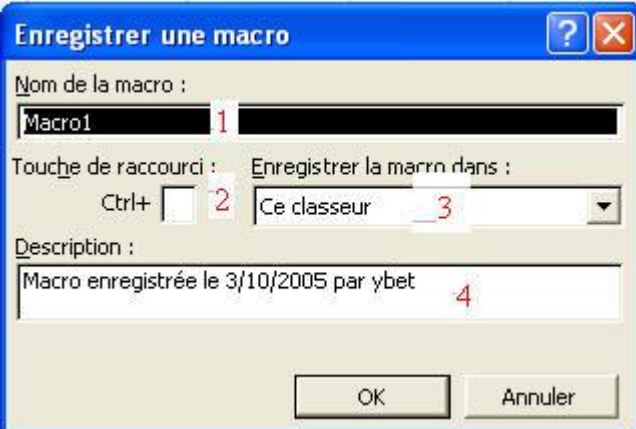 Enregistrer une macro
Nom de la macro :
Macro1 1
Touche de raccourci : Enregistrer la macro dans :
Ctrl+ 2 Ce classeur 3
Description :
Macro enregistrée le 3/10/2005 par ybet 4
OK Annuler